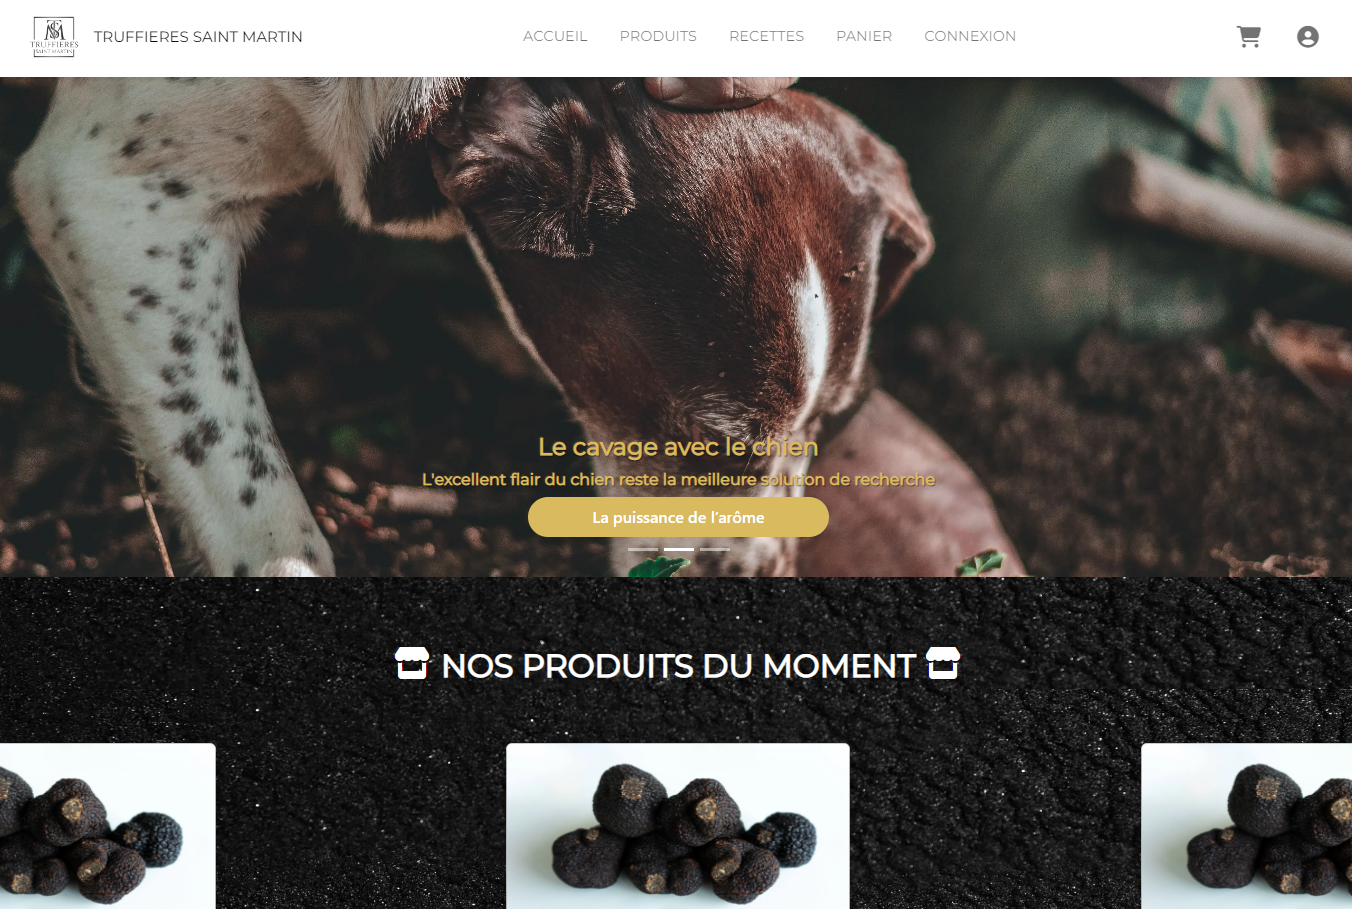 TRUFFIERES
SAINT MARTIN
TRUFFIERES SAINT MARTIN
ACCUEIL
PRODUITS
RECETTES
PANIER
CONNEXION
Le cavage avec le chien
L'excellent flair du chien reste la meilleure solution de recherche
La puissance de l'arôme
NOS PRODUITS DU MOMENT